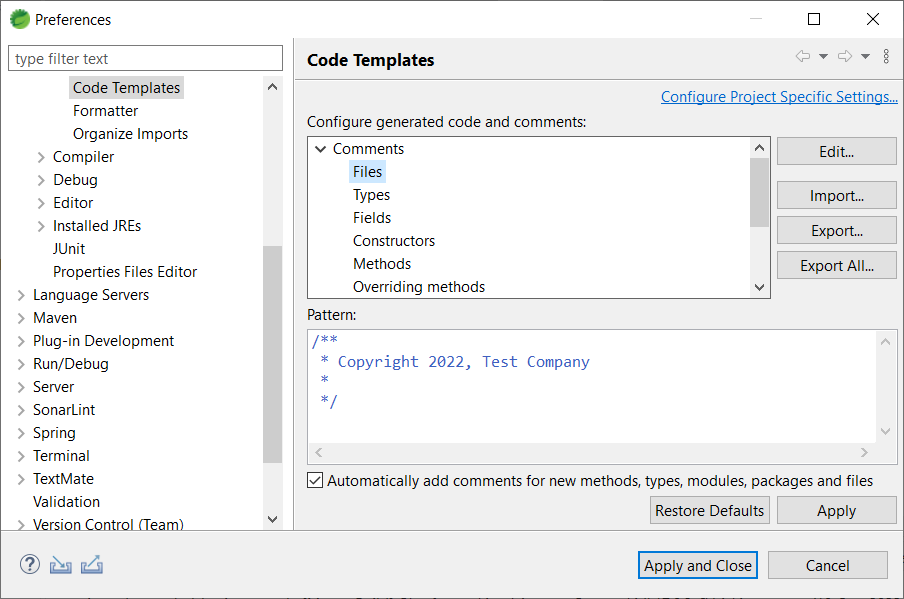 Preferences
type filter text
Code Templates
Formatter
Organize Imports
Compiler
Debug
Editor
Installed JREs
JUnit
Properties Files Editor
Language Servers
Maven
Plug-in Development
Run/Debug
Server
SonarLint
Spring
Terminal
TextMate
Validation
Version Control (Team)
Code Templates
Configure Project Specific Settings...
Configure generated code and comments:
Comments
Files
Types
Fields
Constructors
Methods
Overriding methods
Edit...
Import...
Export...
Export All...
Pattern:
/**
 * Copyright 2022, Test Company
 *
 */
Automatically add comments for new methods, types, modules, packages and files
Restore Defaults
Apply
Apply and Close
Cancel